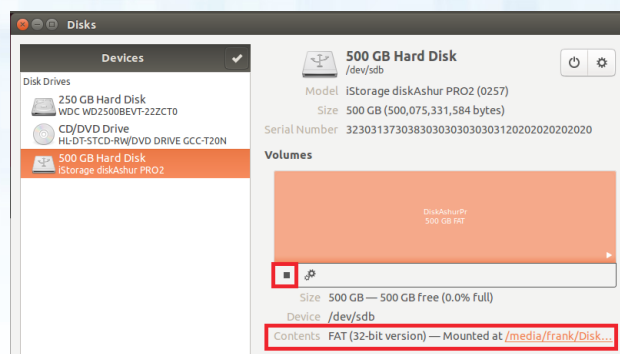 Disks
Devices
Disk Drives
250 GB Hard Disk
WDC WD2500BEVT-22ZCT0
CD/DVD Drive
HL-DT-STCD-RW/DVD DRIVE GCC-T20N
500 GB Hard Disk
iStorage diskAshur PRO2
500 GB Hard Disk
/dev/sdb
Model iStorage diskAshur PRO2 (0257)
Size 500 GB (500,075,331,584 bytes)
Serial Number 32303137303830303030303031202020202020
Volumes
DiskAshurPr
500 GB FAT
Size 500 GB — 500 GB free (0.0% full)
Device /dev/sdb
Contents FAT (32-bit version) — Mounted at /media/frank/Disk...